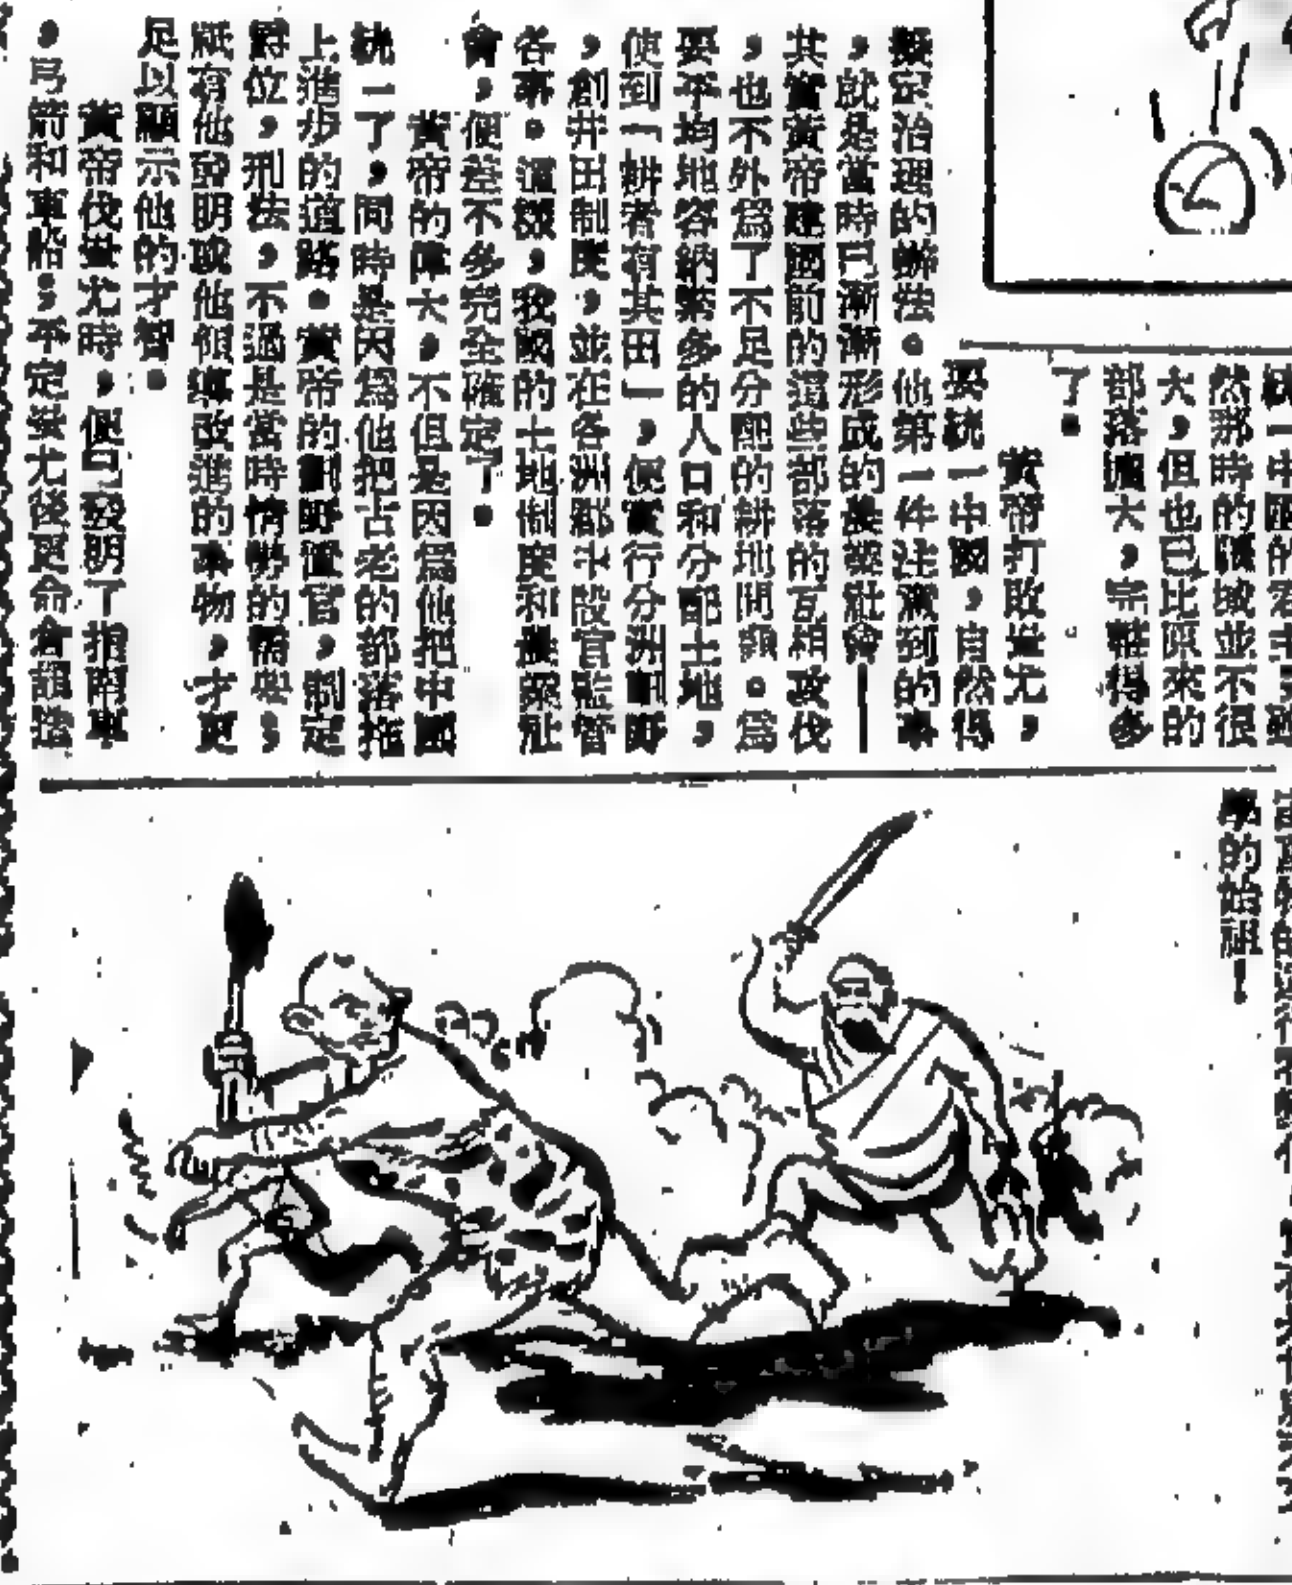 統一中國的君主
然那時的疆域並不很
大，但也已比原來的
部落擴大，完整得多
了。
黃帝打敗蚩尤，
要統一中國，自然得
擬定治理的辦法。他第一件注意到的事
，就是當時已漸漸形成的農業社會——
其實黃帝建國前的這些部落的互相攻伐
，也不外爲了不足分配的耕地問題。爲
要平均地容納繁多的人口和分配土地，
使到「耕者有其田」，便實行分洲劃野
，創井田制度，並在各洲郡斗設官監督
各事。這樣，我國的土地制度和農業社
會，便差不多完全確定了。
黃帝的偉大，不但是因爲他把中國
統一了，同時是因爲他把古老的部落拖
上進步的道路。黃帝的劃野置官，制定
爵位，刑法，不過是當時情勢的需要；
祇有他發明或他倾導改進的事物，才更
足以顯示他的才智。
黃帝伐蚩尤時，便已發明了指南車
，弓箭和車船；平定蚩尤後更命倉頡造
學的始祖！